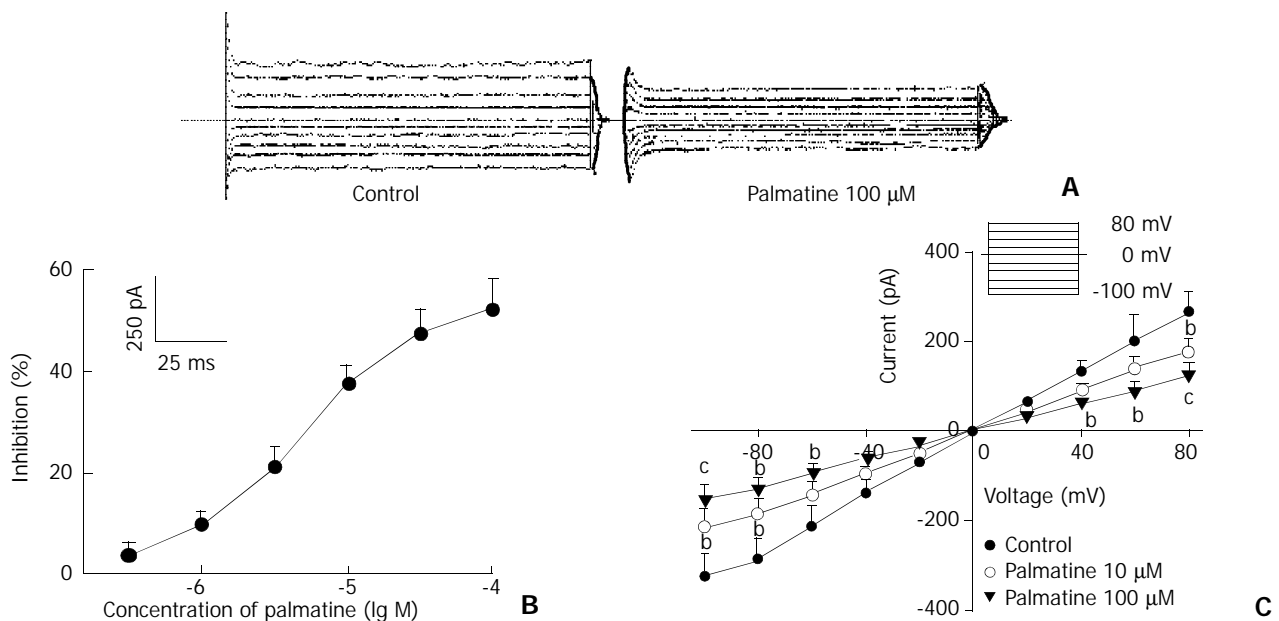 Control
Palmatine 100 μM
A
60
40
20
0
Inhibition (%)
250 pA
25 ms
-6
-5
-4
Concentration of palmatine (lg M)
B
80 mV
0 mV
-100 mV
400
200
0
-200
-400
Current (pA)
b
c
b
b
c
b
b
b
b
-80
-60
-40
0
40
80
Voltage (mV)
Control
Palmatine 10 μM
Palmatine 100 μM
C